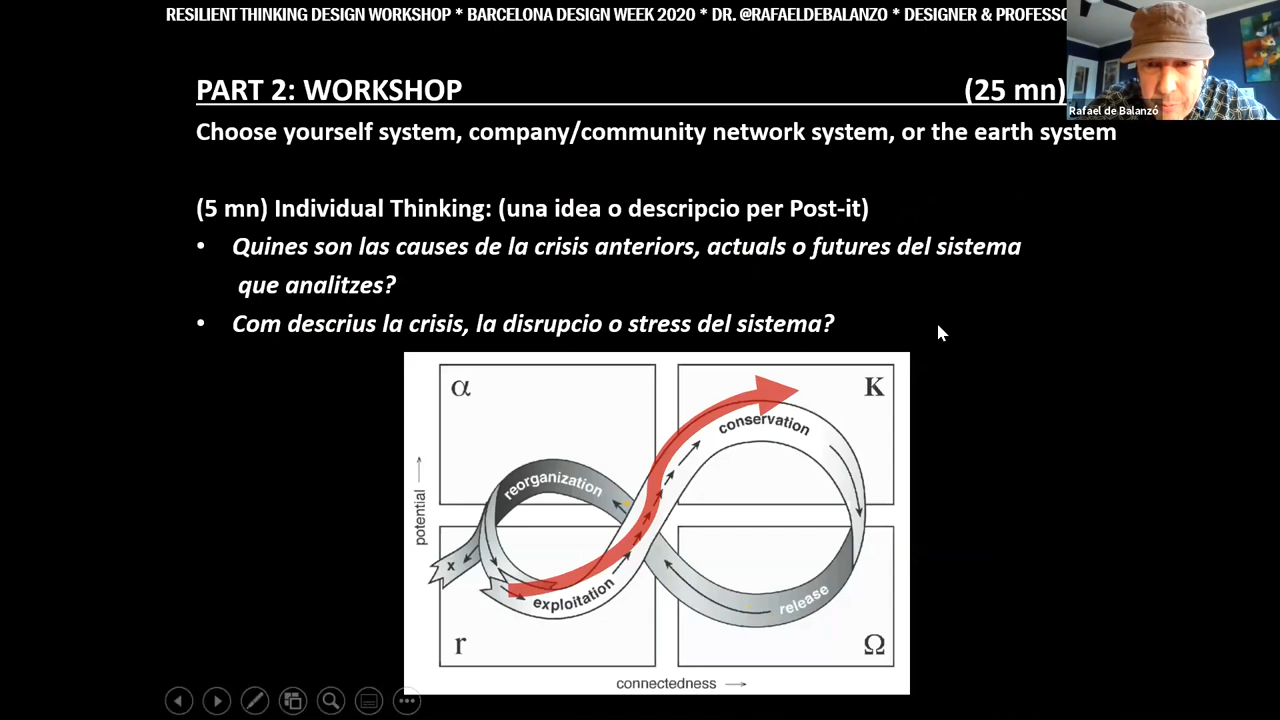 RESILIENT THINKING DESIGN WORKSHOP * BARCELONA DESIGN WEEK 2020 * DR. @RAFAELDEBALANZO * DESIGNER & PROFESSO
Rafael de Balanzó
PART 2: WORKSHOP (25 mn)
Choose yourself system, company/community network system, or the earth system
(5 mn) Individual Thinking: (una idea o descripcio per Post-it)
• Quines son las causes de la crisis anteriors, actuals o futures del sistema
que analitzes?
• Com descrius la crisis, la disrupcio o stress del sistema?
α
K
conservation
reorganization
potential
x
exploitation
release
r
Ω
connectedness